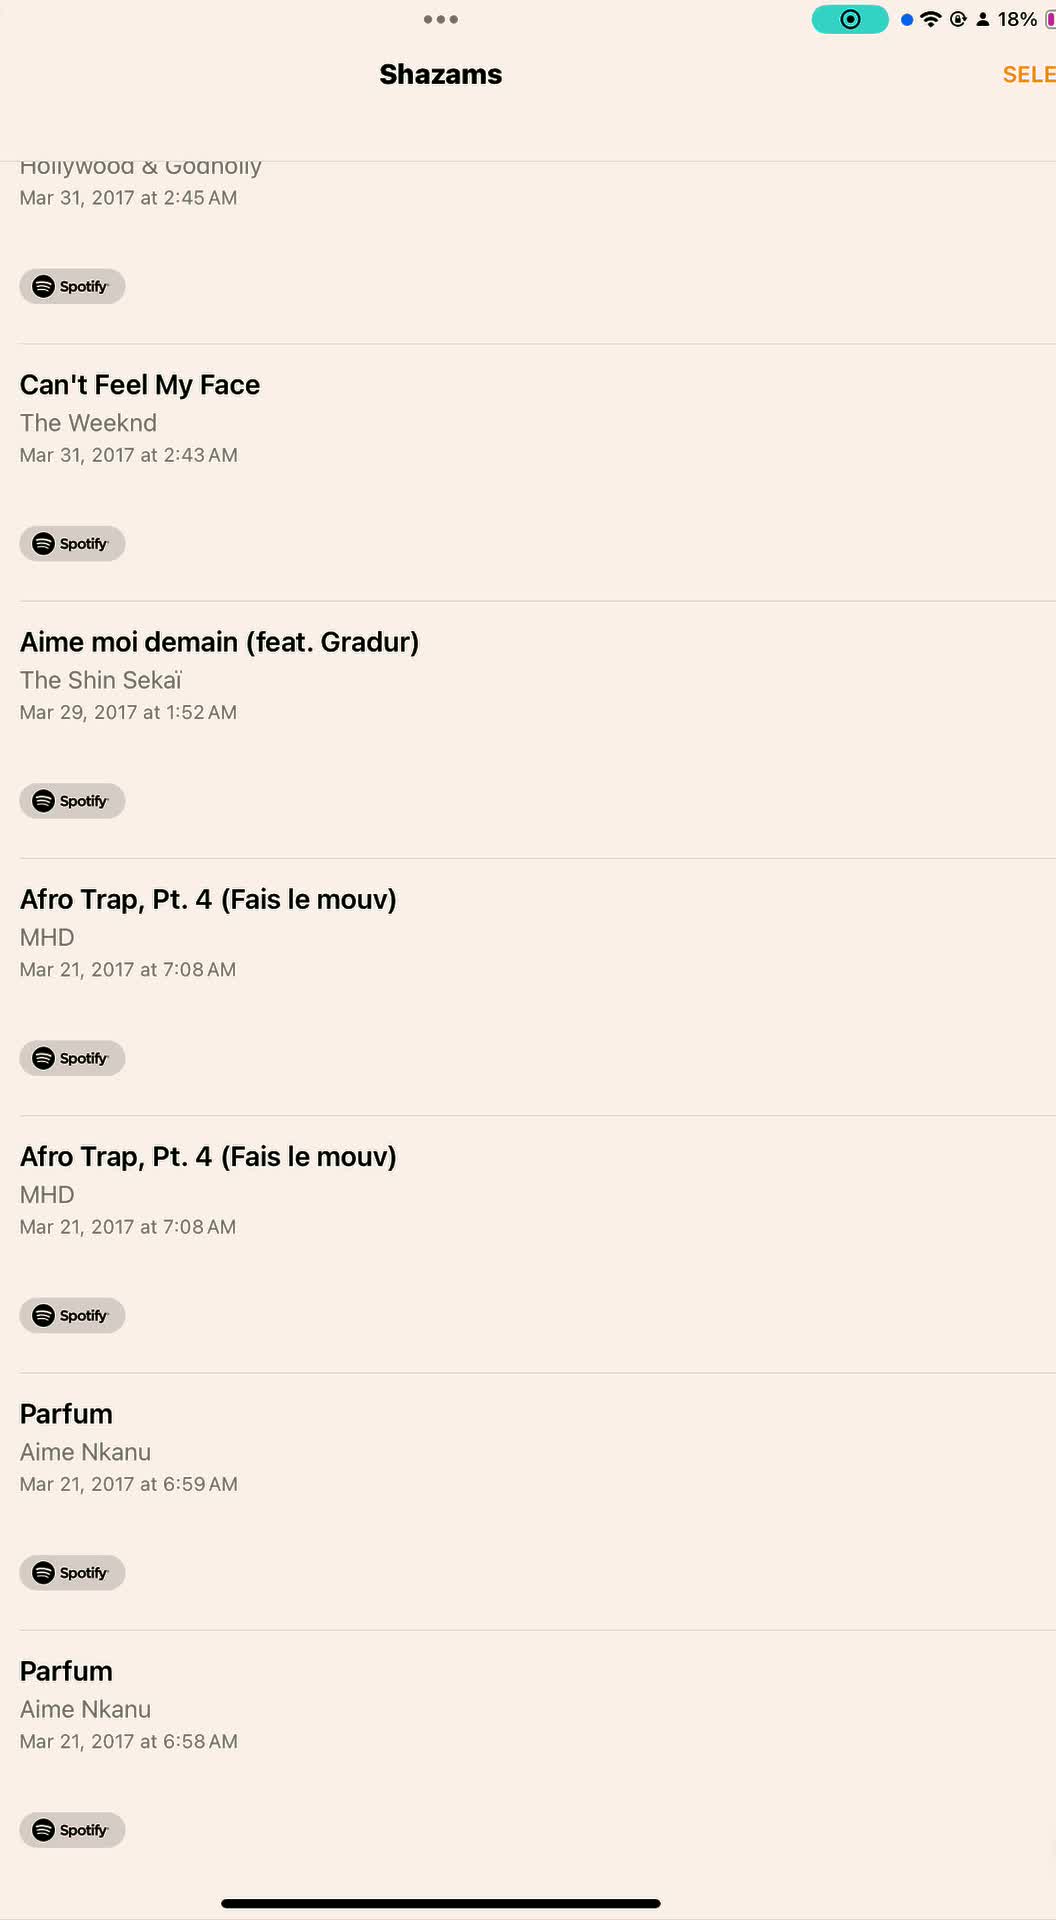 18%
Shazams
SELE
Hollywood & Godholly
Mar 31, 2017 at 2:45 AM
Spotify
Can't Feel My Face
The Weeknd
Mar 31, 2017 at 2:43 AM
Spotify
Aime moi demain (feat. Gradur)
The Shin Sekaï
Mar 29, 2017 at 1:52 AM
Spotify
Afro Trap, Pt. 4 (Fais le mouv)
MHD
Mar 21, 2017 at 7:08 AM
Spotify
Afro Trap, Pt. 4 (Fais le mouv)
MHD
Mar 21, 2017 at 7:08 AM
Spotify
Parfum
Aime Nkanu
Mar 21, 2017 at 6:59 AM
Spotify
Parfum
Aime Nkanu
Mar 21, 2017 at 6:58 AM
Spotify